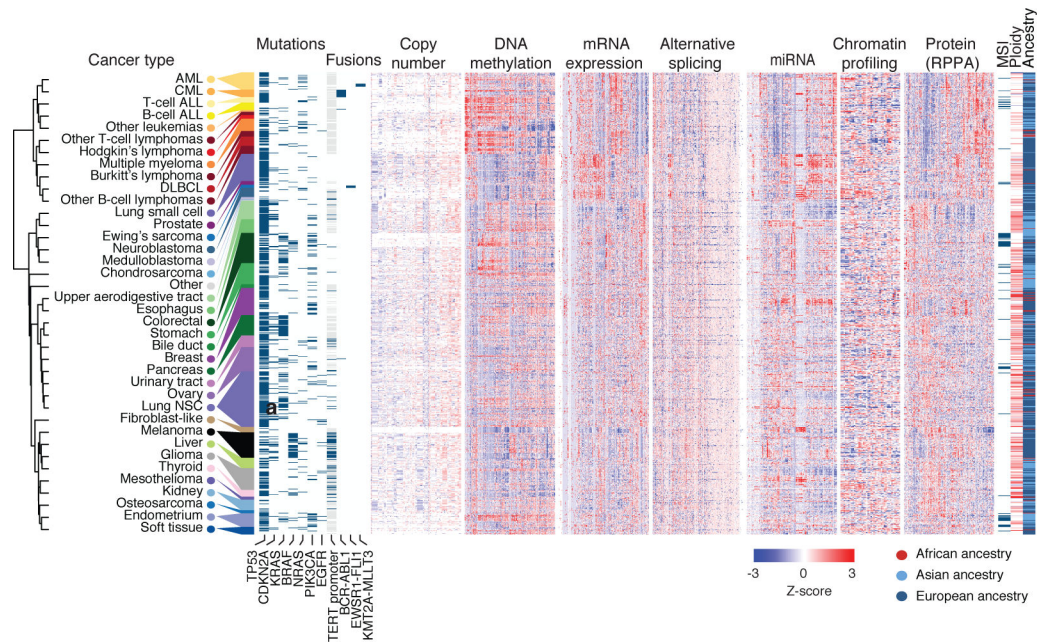 Cancer type
Mutations
Fusions
Copy
number
DNA
methylation
mRNA
expression
Alternative
splicing
miRNA
Chromatin
profiling
Protein
(RPPA)
MSI
Ploidy
Ancestry
AML
CML
T-cell ALL
B-cell ALL
Other leukemias
Other T-cell lymphomas
Hodgkin's lymphoma
Multiple myeloma
Burkitt's lymphoma
DLBCL
Other B-cell lymphomas
Lung small cell
Prostate
Ewing's sarcoma
Neuroblastoma
Medulloblastoma
Chondrosarcoma
Other
Upper aerodigestive tract
Esophagus
Colorectal
Stomach
Bile duct
Breast
Pancreas
Urinary tract
Ovary
Lung NSC
a
Fibroblast-like
Melanoma
Liver
Glioma
Thyroid
Mesothelioma
Kidney
Osteosarcoma
Endometrium
Soft tissue
TP53
CDKN2A
KRAS
BRAF
NRAS
PIK3CA
EGFR
TERT promoter
BCR-ABL1
EWSR1-FLI1
KMT2A-MLLT3
-3 0 3
Z-score
African ancestry
Asian ancestry
European ancestry